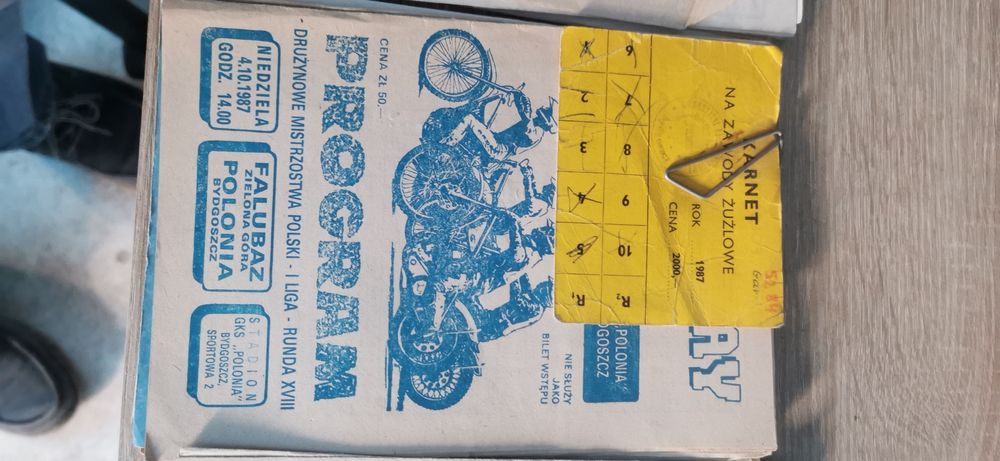 KARNET
NA ZAWODY ŻUŻLOWE
ROK ........ 1987
CENA ........ 2000,-
6 7 8 9 10 R²
1 2 3 4 5 R¹
RY
POLONIA
GOSZCZ
NIE SŁUŻY
JAKO
BILET WSTĘPU
CENA ZŁ 50,—
PROGRAM
DRUŻYNOWE MISTRZOSTWA POLSKI - I LIGA - RUNDA XVIII
NIEDZIELA
4.10.1987
GODZ. 14.00
FALUBAZ
ZIELONA GÓRA
POLONIA
BYDGOSZCZ
STADION
GKS „POLONIA”
BYDGOSZCZ,
SPORTOWA 2